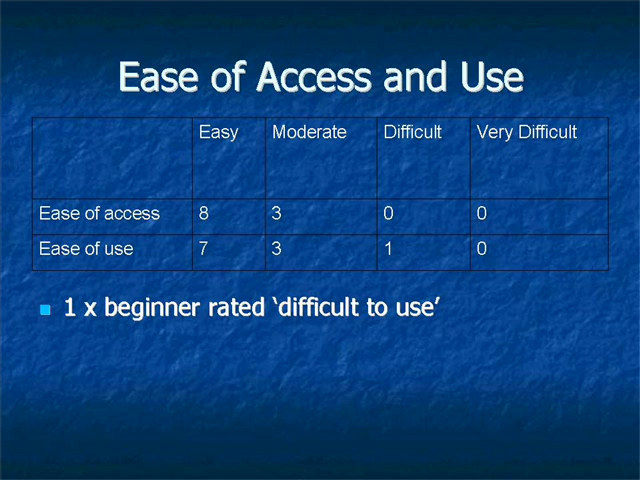 Ease of Access and Use
Easy Moderate Difficult Very Difficult
Ease of access 8 3 0 0
Ease of use 7 3 1 0
1 x beginner rated ‘difficult to use’